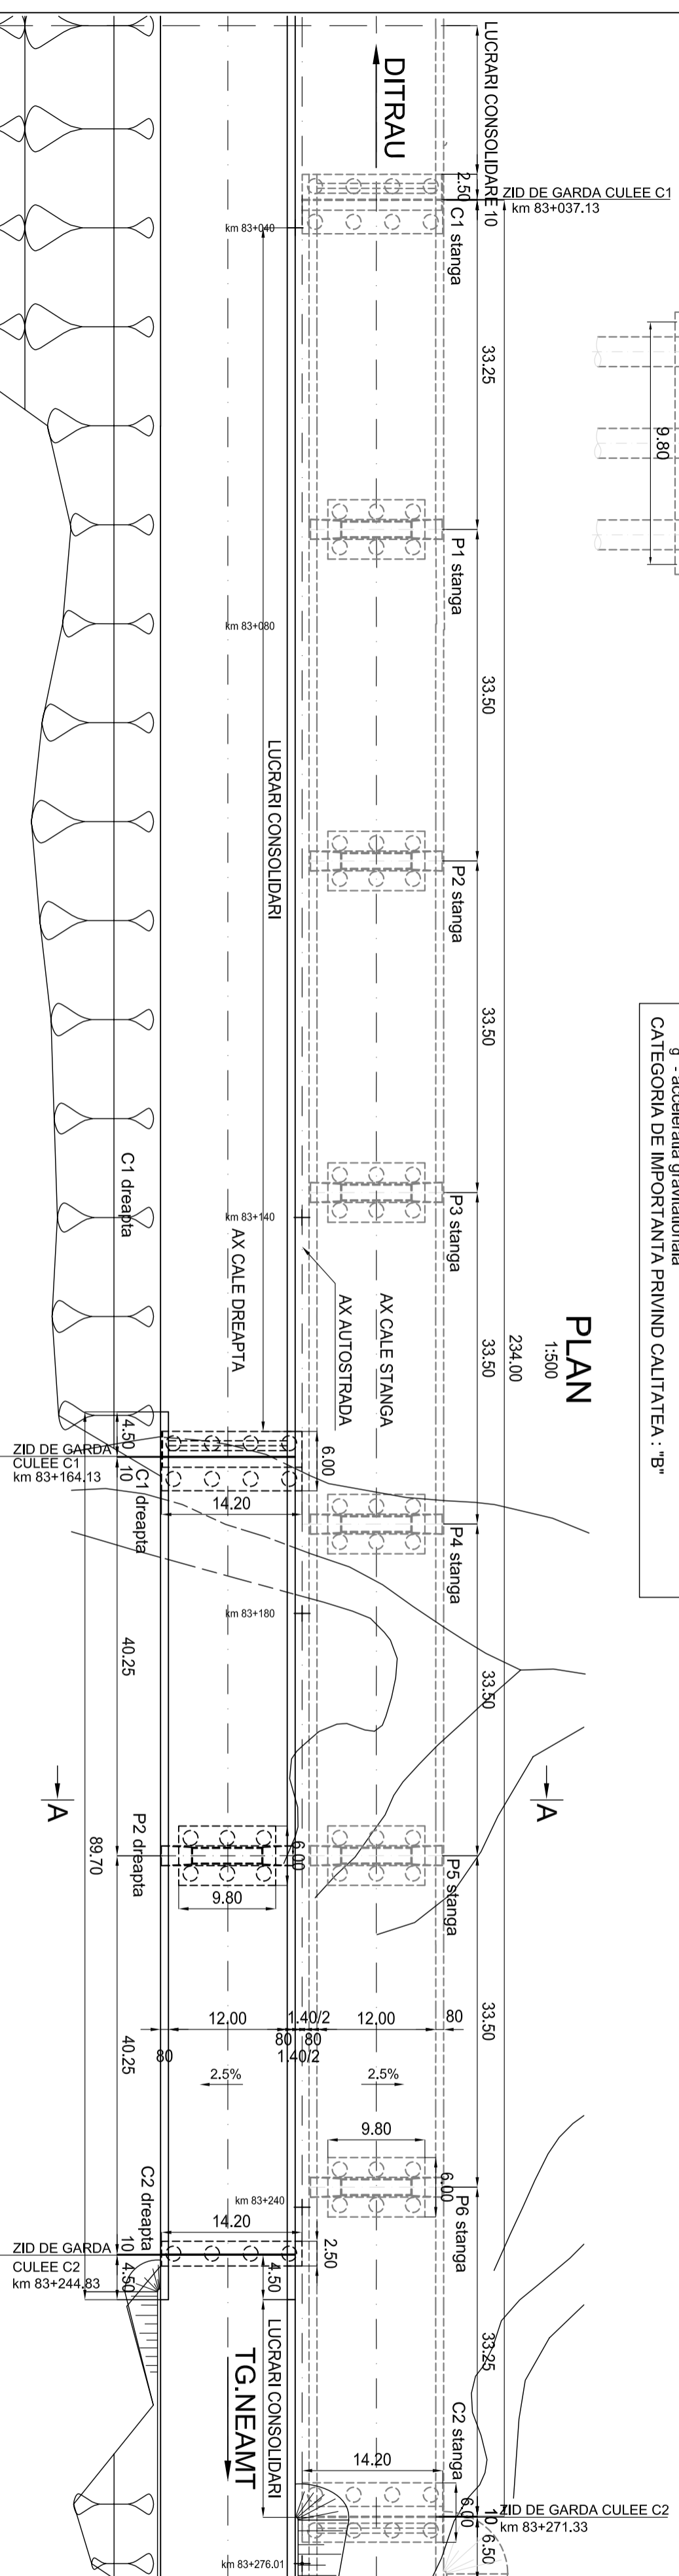 LUCRARI CONSOLIDARE
10
DITRAU
2.50
ZID DE GARDA CULEE C1
km 83+037.13
C1 stanga
km 83+040
33.25
9.80
P1 stanga
km 83+080
33.50
LUCRARI CONSOLIDARI
P2 stanga
33.50
g - acceleratia gravitationala
CATEGORIA DE IMPORTANTA PRIVIND CALITATEA : "B"
C1 dreapta
P3 stanga
km 83+140
AX CALE DREAPTA
AX AUTOSTRADA
AX CALE STANGA
33.50
234.00
1:500
PLAN
4.50
ZID DE GARDA
CULEE C1
km 83+164.13
10
C1 dreapta
6.00
14.20
P4 stanga
km 83+180
40.25
33.50
A
A
P2 dreapta
89.70
6.00
9.80
P5 stanga
12.00
1.40/2
12.00
80
80
80
80
1.40/2
33.50
40.25
2.5%
2.5%
9.80
6.00
P6 stanga
C2 dreapta
km 83+240
14.20
2.50
ZID DE GARDA
CULEE C2
km 83+244.83
10
4.50
4.50
LUCRARI CONSOLIDARI
TG.NEAMT
33.25
C2 stanga
14.20
6.00
10
ZID DE GARDA CULEE C2
km 83+271.33
6.50
km 83+276.01